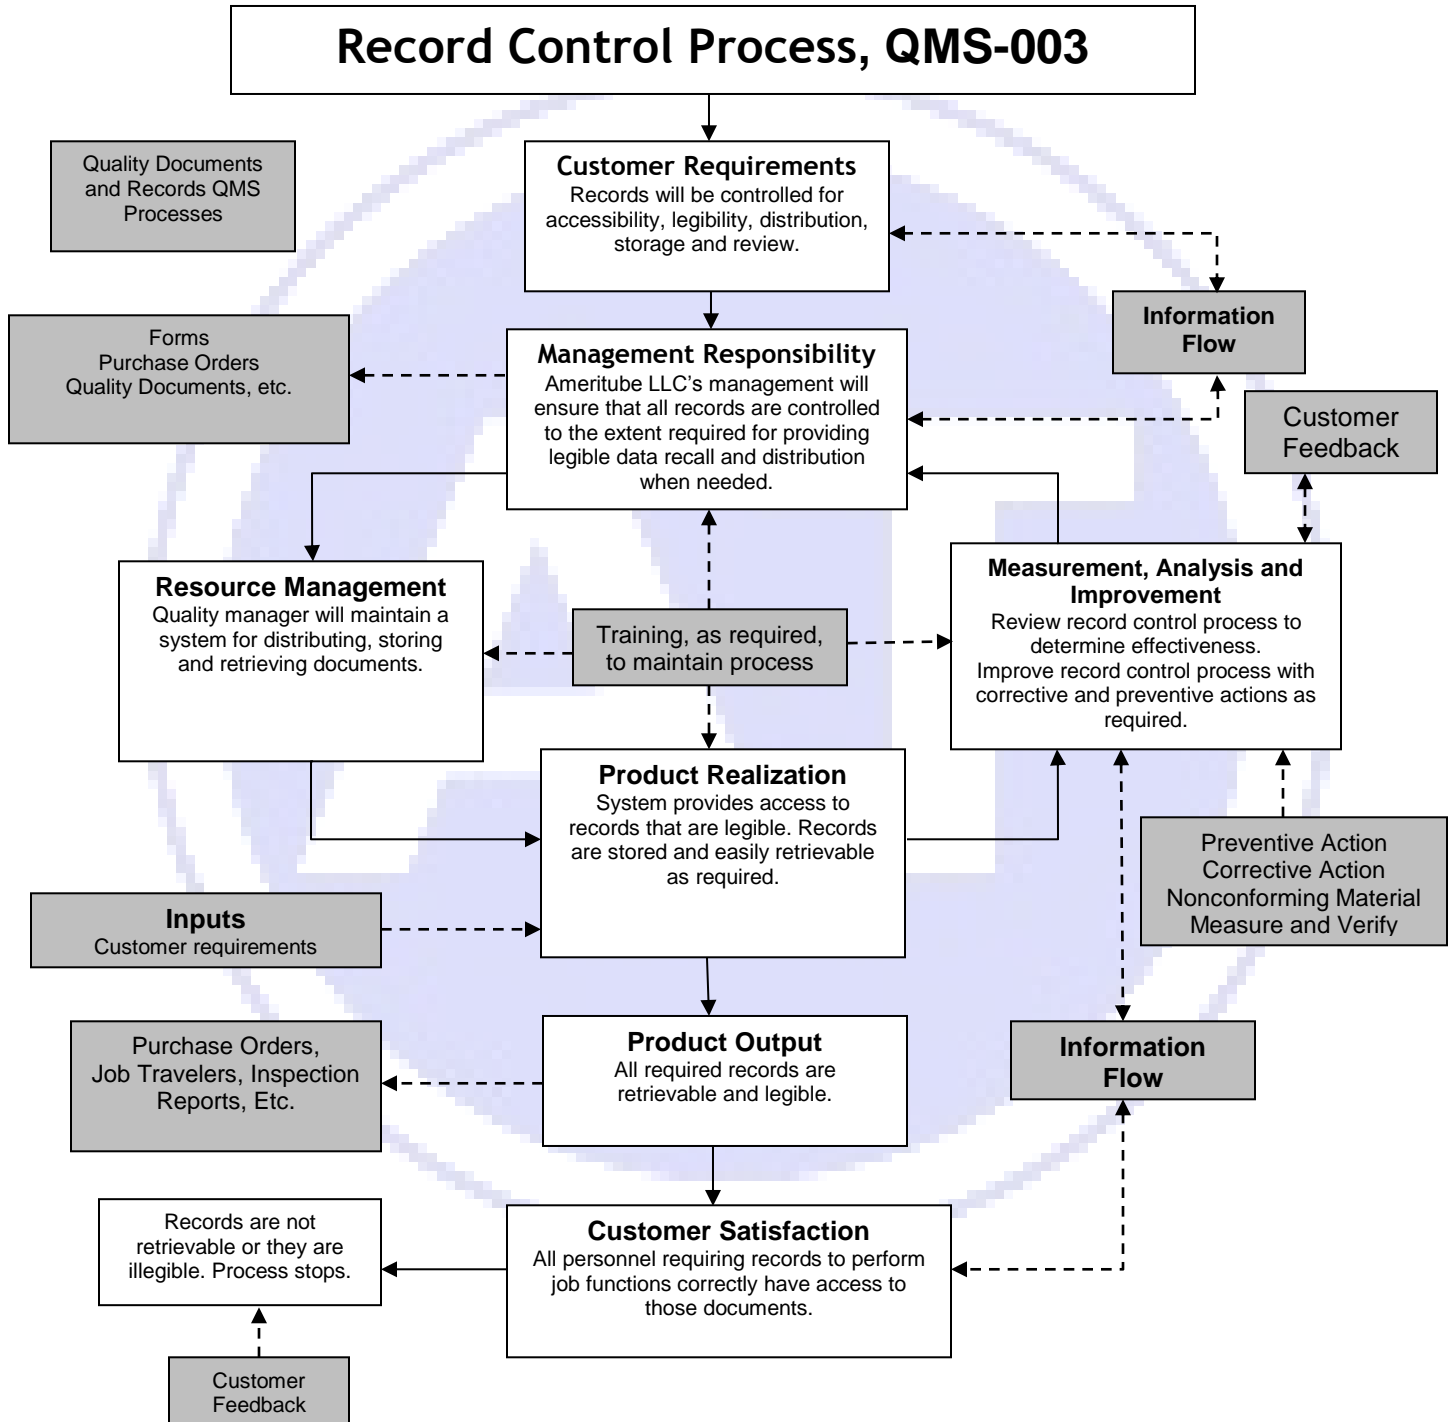 Record Control Process, QMS-003
Quality Documents
and Records QMS
Processes
Customer Requirements
Records will be controlled for
accessibility, legibility, distribution,
storage and review.
Information
Flow
Forms
Purchase Orders
Quality Documents, etc.
Management Responsibility
Ameritube LLC’s management will
ensure that all records are controlled
to the extent required for providing
legible data recall and distribution
when needed.
Customer
Feedback
Resource Management
Quality manager will maintain a
system for distributing, storing
and retrieving documents.
Training, as required,
to maintain process
Measurement, Analysis and
Improvement
Review record control process to
determine effectiveness.
Improve record control process with
corrective and preventive actions as
required.
Product Realization
System provides access to
records that are legible. Records
are stored and easily retrievable
as required.
Preventive Action
Corrective Action
Nonconforming Material
Measure and Verify
Inputs
Customer requirements
Purchase Orders,
Job Travelers, Inspection
Reports, Etc.
Product Output
All required records are
retrievable and legible.
Information
Flow
Records are not
retrievable or they are
illegible. Process stops.
Customer Satisfaction
All personnel requiring records to perform
job functions correctly have access to
those documents.
Customer
Feedback